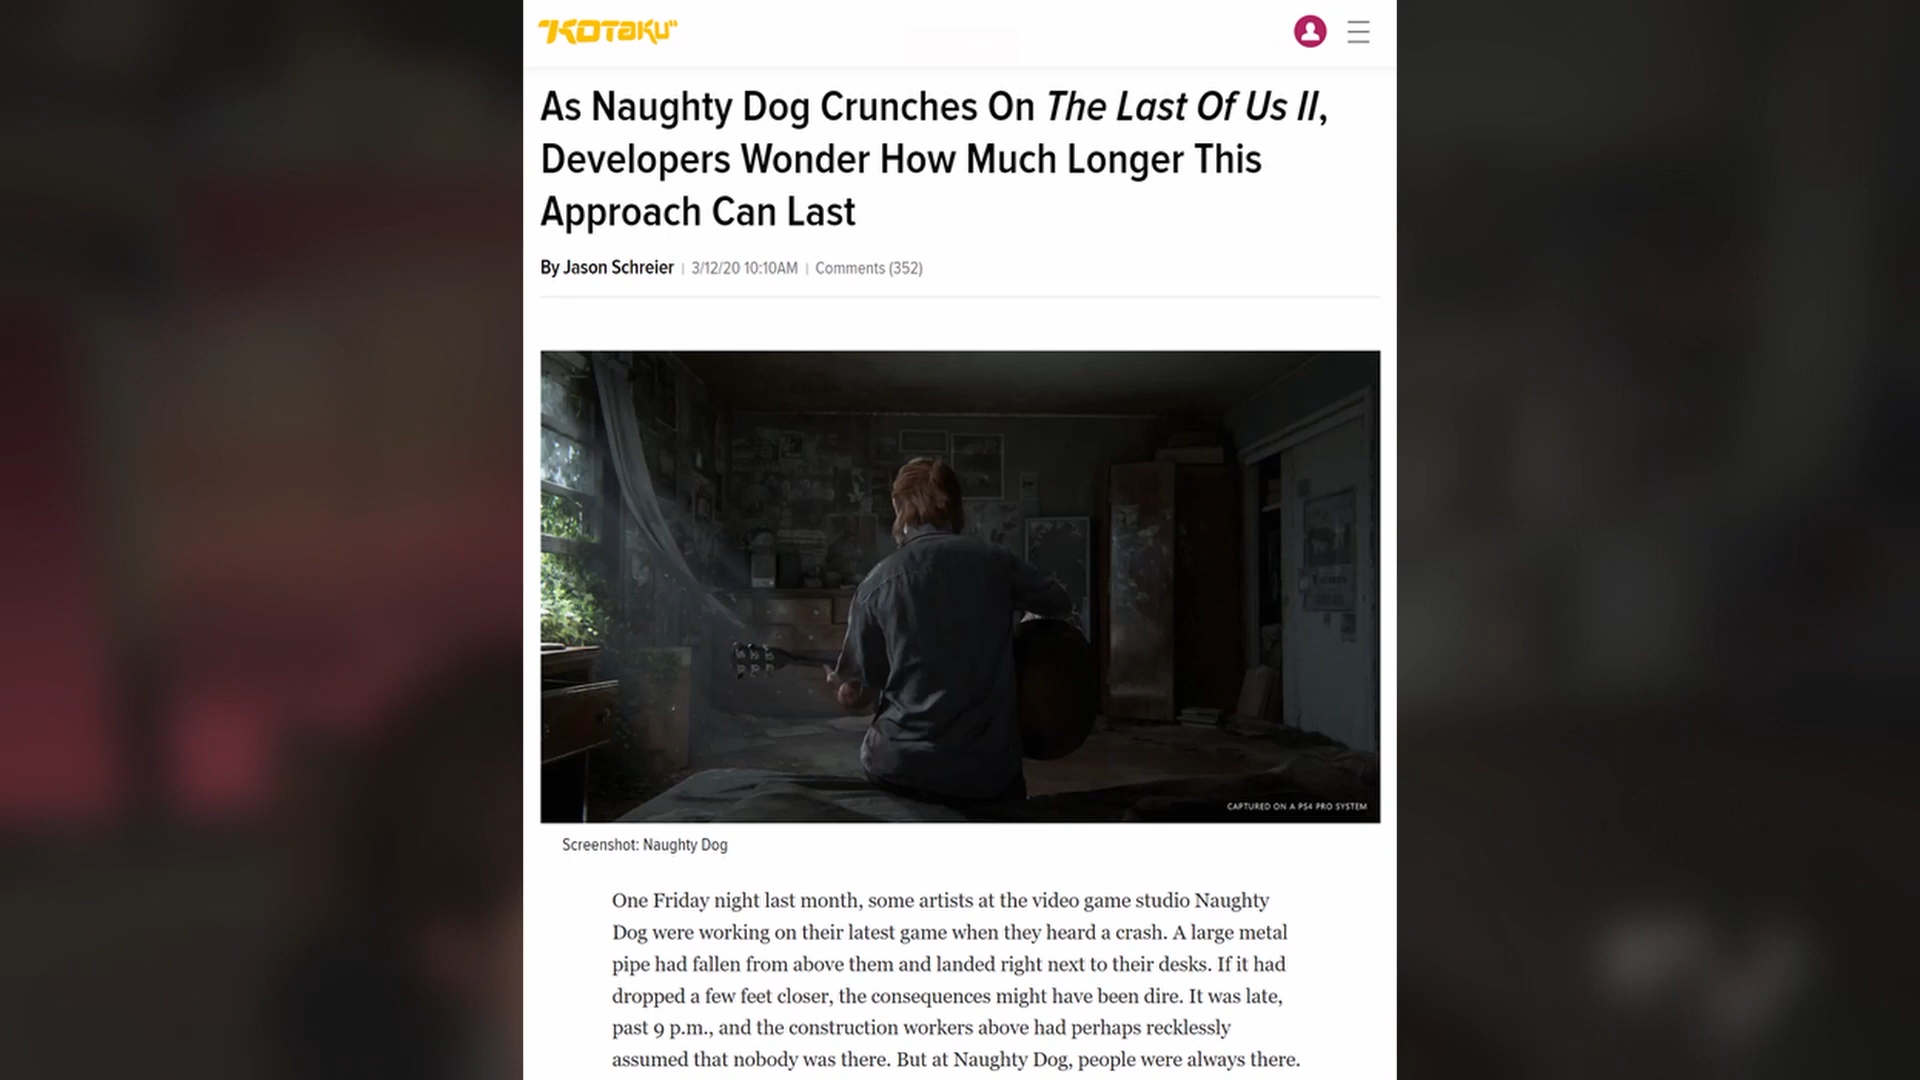 "KOTAKU"
As Naughty Dog Crunches On The Last Of Us II,
Developers Wonder How Much Longer This
Approach Can Last
By Jason Schreier | 3/12/20 10:10AM | Comments (352)
CAPTURED ON A PS4 PRO SYSTEM
Screenshot: Naughty Dog
One Friday night last month, some artists at the video game studio Naughty
Dog were working on their latest game when they heard a crash. A large metal
pipe had fallen from above them and landed right next to their desks. If it had
dropped a few feet closer, the consequences might have been dire. It was late,
past 9 p.m., and the construction workers above had perhaps recklessly
assumed that nobody was there. But at Naughty Dog, people were always there.